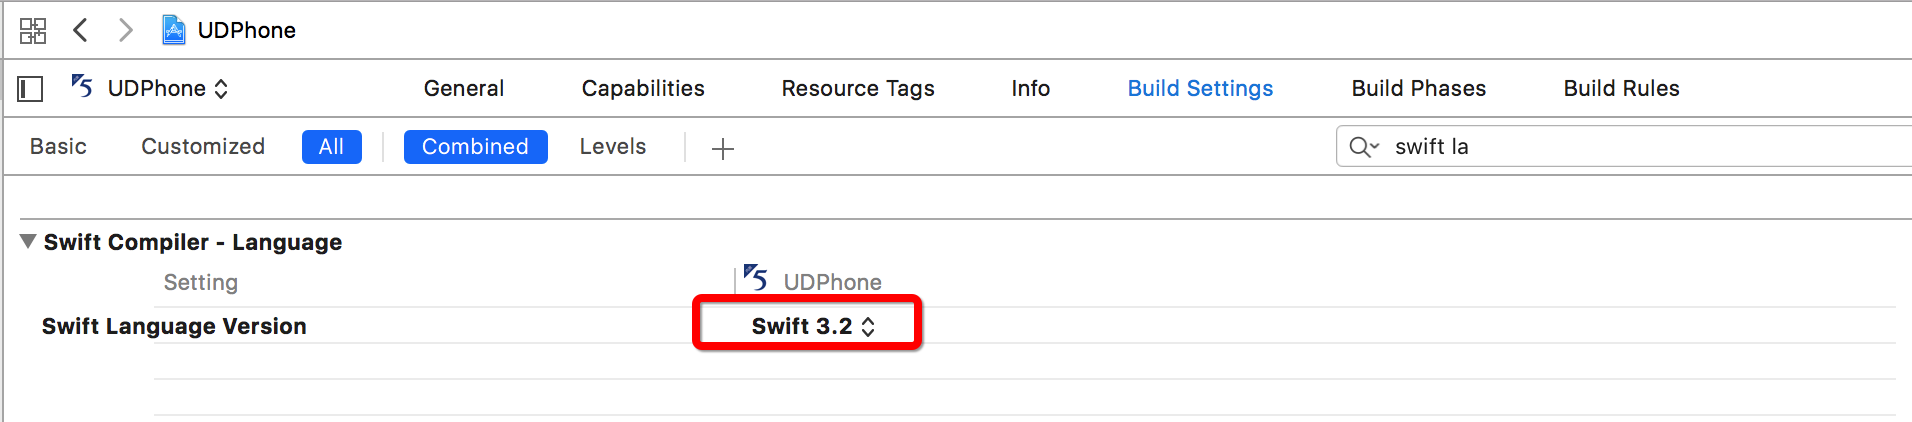 UDPhone
UDPhone General Capabilities Resource Tags Info Build Settings Build Phases Build Rules
Basic Customized All Combined Levels + swift la
Swift Compiler - Language
Setting 5 UDPhone
Swift Language Version Swift 3.2